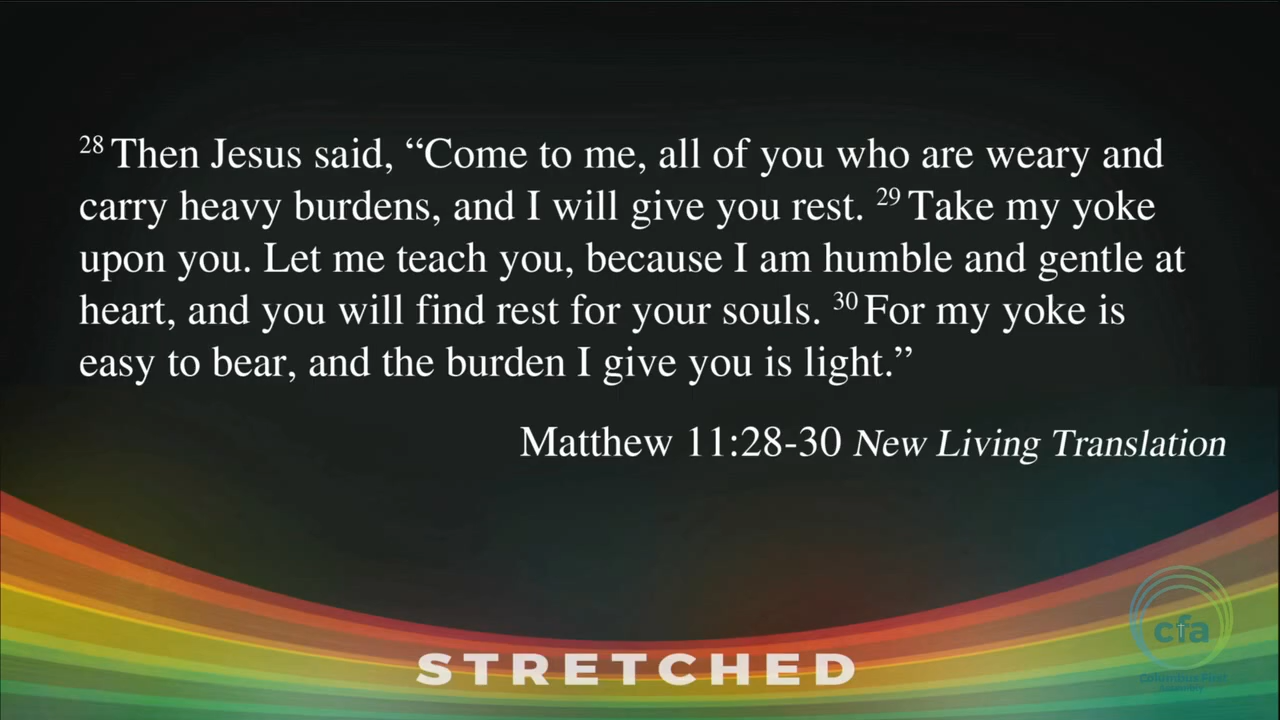 28 Then Jesus said, “Come to me, all of you who are weary and
carry heavy burdens, and I will give you rest. 29 Take my yoke
upon you. Let me teach you, because I am humble and gentle at
heart, and you will find rest for your souls. 30 For my yoke is
easy to bear, and the burden I give you is light.”
Matthew 11:28-30 New Living Translation
STRETCHED
cfa
Columbus First
Assembly